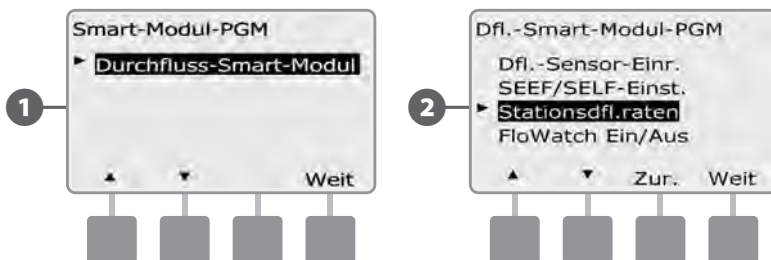 Smart-Modul-PGM
Durchfluss-Smart-Modul
1
Weit
Dfl.-Smart-Modul-PGM
Dfl.-Sensor-Einr.
SEEF/SELF-Einst.
2
Stationsdfl.raten
FloWatch Ein/Aus
Zur. Weit